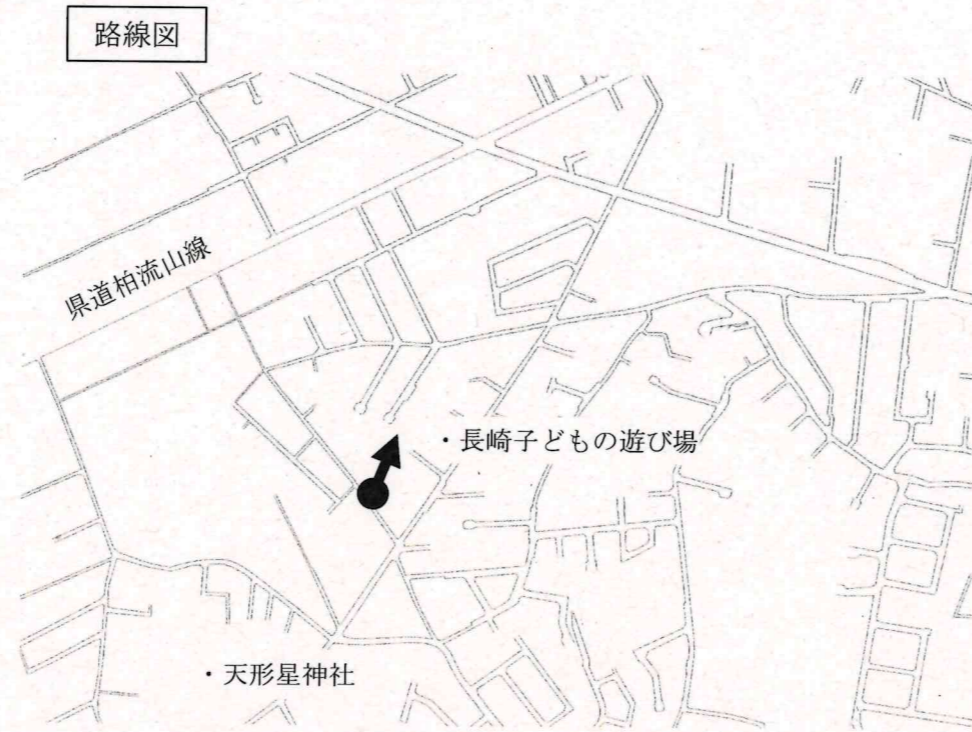 路線図
県道柏流山線
・長崎子どもの遊び場
・天形星神社